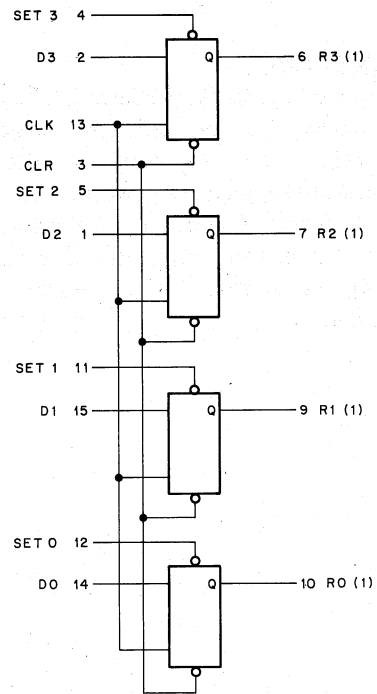 SET 3 4
D3 2 Q 6 R3 (1)
CLK 13
CLR 3
SET 2 5
D2 1 Q 7 R2 (1)
SET 1 11
D1 15 Q 9 R1 (1)
SET 0 12
D0 14 Q 10 R0 (1)